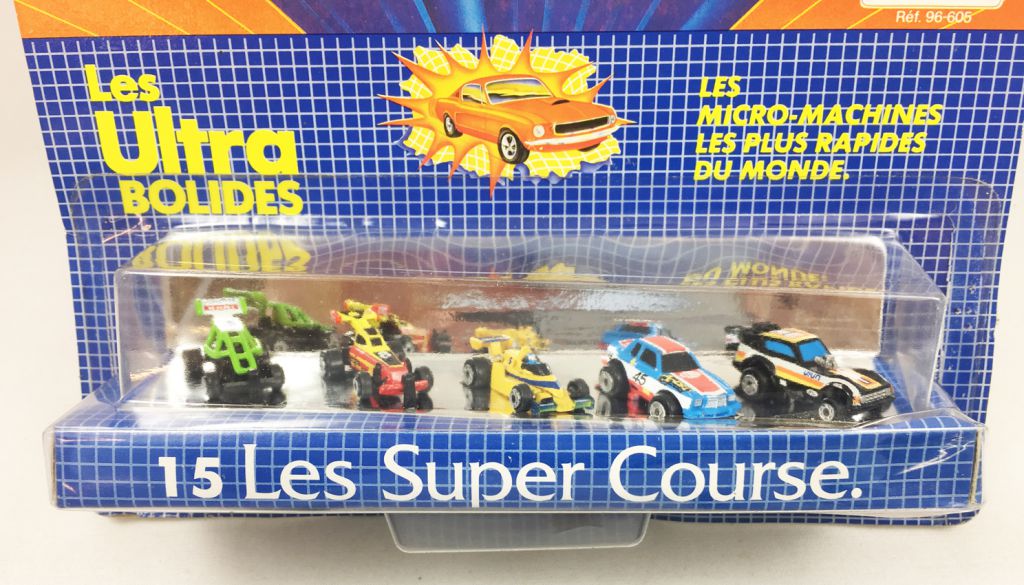 Réf. 96-605
Les
Ultra
BOLIDES
LES
MICRO-MACHINES
LES PLUS RAPIDES
DU MONDE.
45
15 Les Super Course.